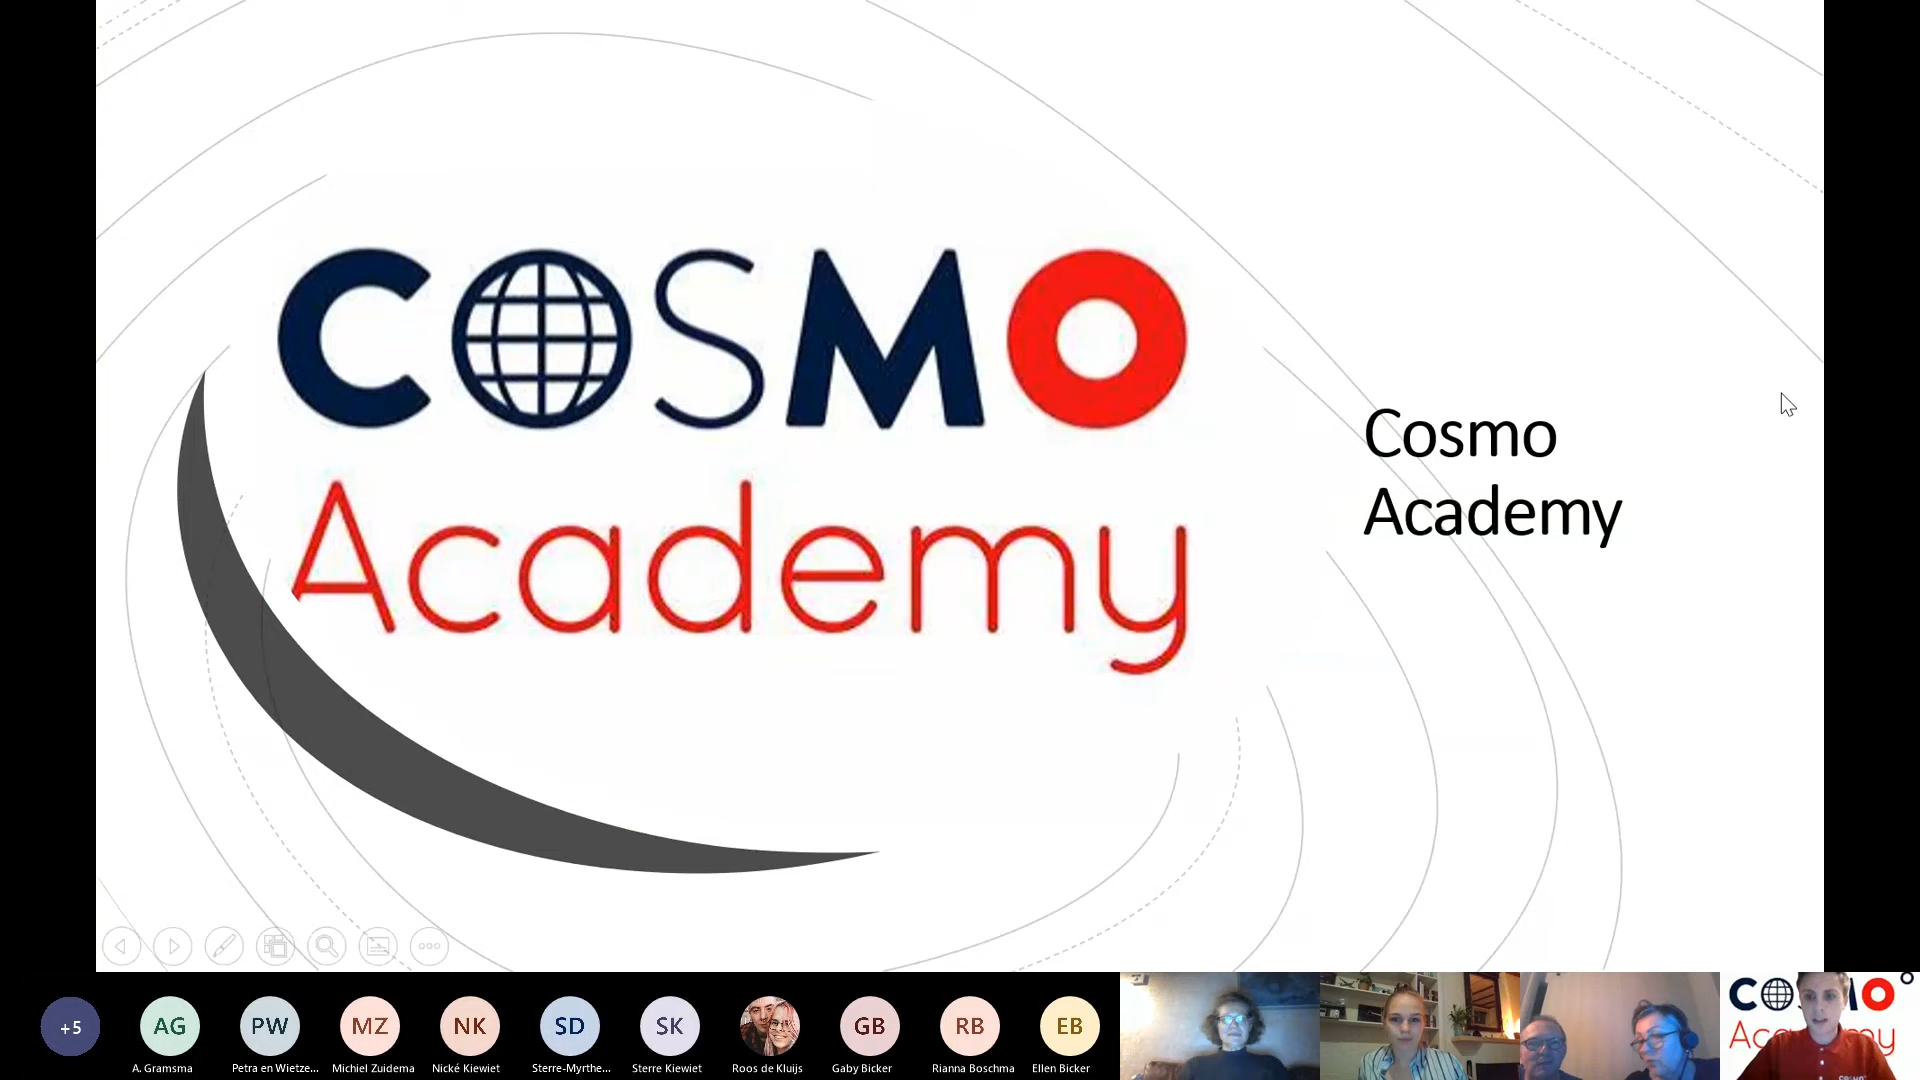 COSMO
Academy
Cosmo
Academy
+5
AG
PW
MZ
NK
SD
SK
GB
RB
EB
A. Gramsma
Petra en Wietze...
Michiel Zuidema
Nické Kiewiet
Sterre-Myrthe...
Sterre Kiewiet
Roos de Kluijs
Gaby Bicker
Rianna Boschma
Ellen Bicker